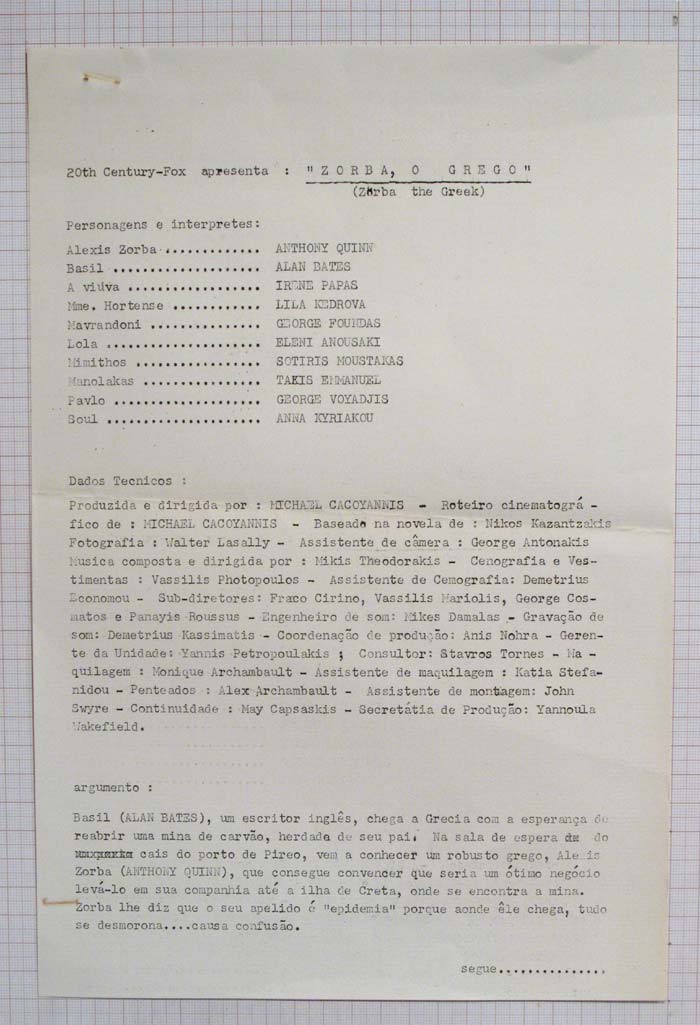 20th Century-Fox apresenta : "ZORBA, O GREGO"
(Zorba the Greek)
Personagens e interpretes:
Alexis Zorba ............. ANTHONY QUINN
Basil .................... ALAN BATES
A viúva .................. IRENE PAPAS
Mme. Hortense ............ LILA KEDROVA
Mavrandoni ............... GEORGE FOUNDAS
Lola ..................... ELENI ANOUSAKI
Mimithos ................. SOTIRIS MOUSTAKAS
Manolakas ................ TAKIS EMMANUEL
Pavlo .................... GEORGE VOYADJIS
Soul ..................... ANNA KYRIAKOU
Dados Tecnicos :
Produzida e dirigida por : MICHAEL CACOYANNIS - Roteiro cinematográ -
fico de : MICHAEL CACOYANNIS - Baseado na novela de : Nikos Kazantzakis
Fotografia : Walter Lasally - Assistente de câmera : George Antonakis
Musica composta e dirigida por : Mikis Theodorakis - Cenografia e Ves-
timentas : Vassilis Photopoulos - Assistente de Cemografia: Demetrius
Economou - Sub-diretores: Fraco Cirino, Vassilis Mariolis, George Cos-
matos e Panayis Roussus - Engenheiro de som: Mikes Damalas - Gravação de
som: Demetrius Kassimatis - Coordenação de produção: Anis Nohra - Geren-
te da Unidade: Yannis Petropoulakis ; Consultor: Stavros Tornes - Ma -
quilagem : Monique Archambault - Assistente de maquilagem : Katia Stefa-
nidou - Penteados : Alex Archambault - Assistente de montagem: John
Swyre - Continuidade : May Capsaskis - Secretátia de Produção: Yannoula
Wakefield.
argumento :
Basil (ALAN BATES), um escritor inglês, chega a Grecia com a esperança de
reabrir uma mina de carvão, herdade de seu pai. Na sala de espera do
cais do porto de Pireo, vem a conhecer um robusto grego, Alexis
Zorba (ANTHONY QUINN), que consegue convencer que seria um ótimo negócio
levá-lo em sua companhia até a ilha de Creta, onde se encontra a mina.
Zorba lhe diz que o seu apelido é "epidemia" porque aonde êle chega, tudo
se desmorona....causa confusão.
segue...............